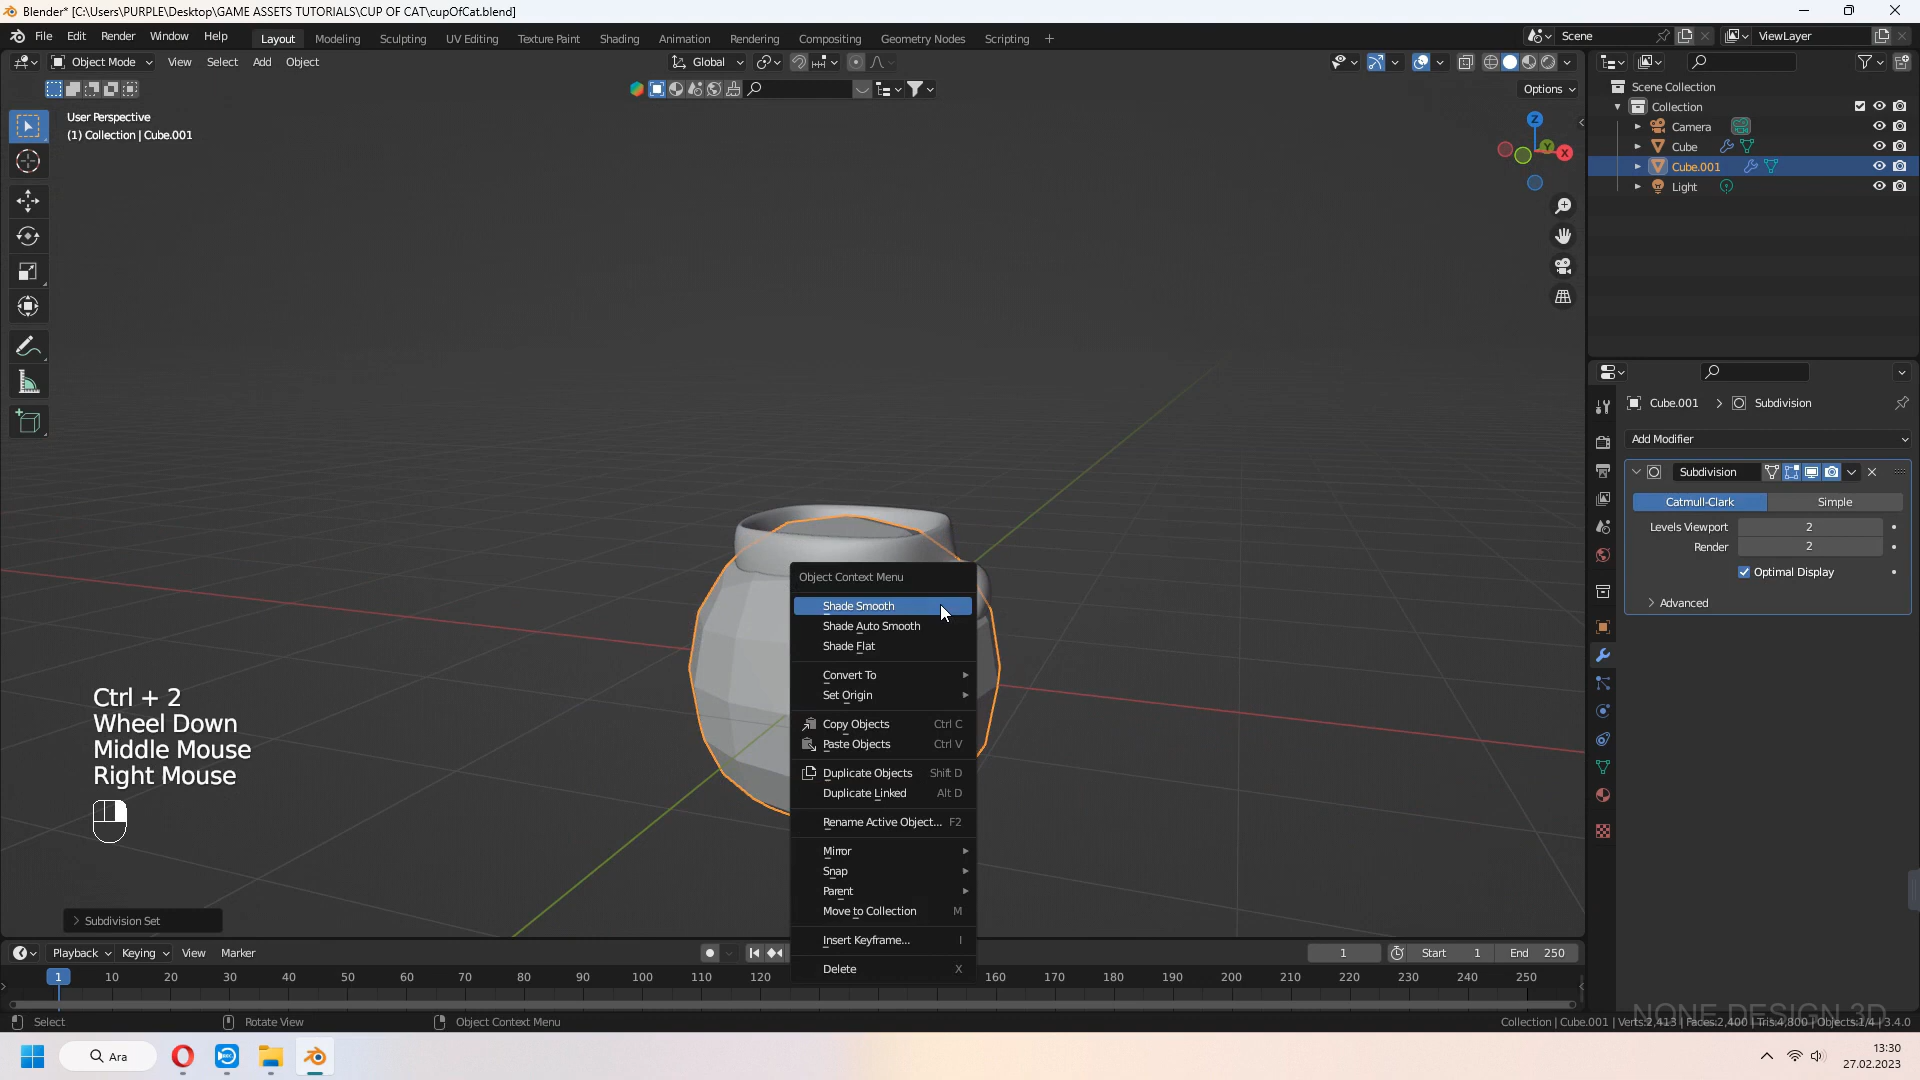 Blender* [C:\Users\PURPLE\Desktop\GAME ASSETS TUTORIALS\CUP OF CAT\cupOfCat.blend]
File Edit Render Window Help Layout Modeling Sculpting UV Editing Texture Paint Shading Animation Rendering Compositing Geometry Nodes Scripting + Scene ViewLayer
Object Mode View Select Add Object Global
Options
User Perspective
(1) Collection | Cube.001
Z
Y
X
Scene Collection
Collection
Camera
Cube
Cube.001
Light
Cube.001 > Subdivision
Add Modifier
Subdivision
Catmull-Clark Simple
Levels Viewport 2
Render 2
Optimal Display
Advanced
Object Context Menu
Shade Smooth
Shade Auto Smooth
Shade Flat
Convert To
Set Origin
Copy Objects Ctrl C
Paste Objects Ctrl V
Duplicate Objects Shift D
Duplicate Linked Alt D
Rename Active Object... F2
Mirror
Snap
Parent
Move to Collection M
Insert Keyframe... I
Delete X
Ctrl + 2
Wheel Down
Middle Mouse
Right Mouse
Subdivision Set
Playback Keying View Marker 1 Start 1 End 250
1 10 20 30 40 50 60 70 80 90 100 110 120 160 170 180 190 200 210 220 230 240 250
Select Rotate View Object Context Menu
NONE DESIGN 3D
Collection | Cube.001 | Verts:2,413 | Faces:2,400 | Tris:4,800 | Objects:1/4 | 3.4.0
Ara
REC
13:30
27.02.2023